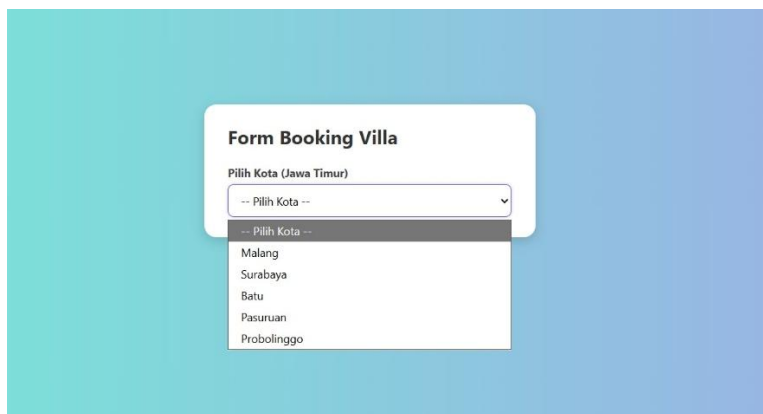 Form Booking Villa
Pilih Kota (Jawa Timur)
-- Pilih Kota --
-- Pilih Kota --
Malang
Surabaya
Batu
Pasuruan
Probolinggo